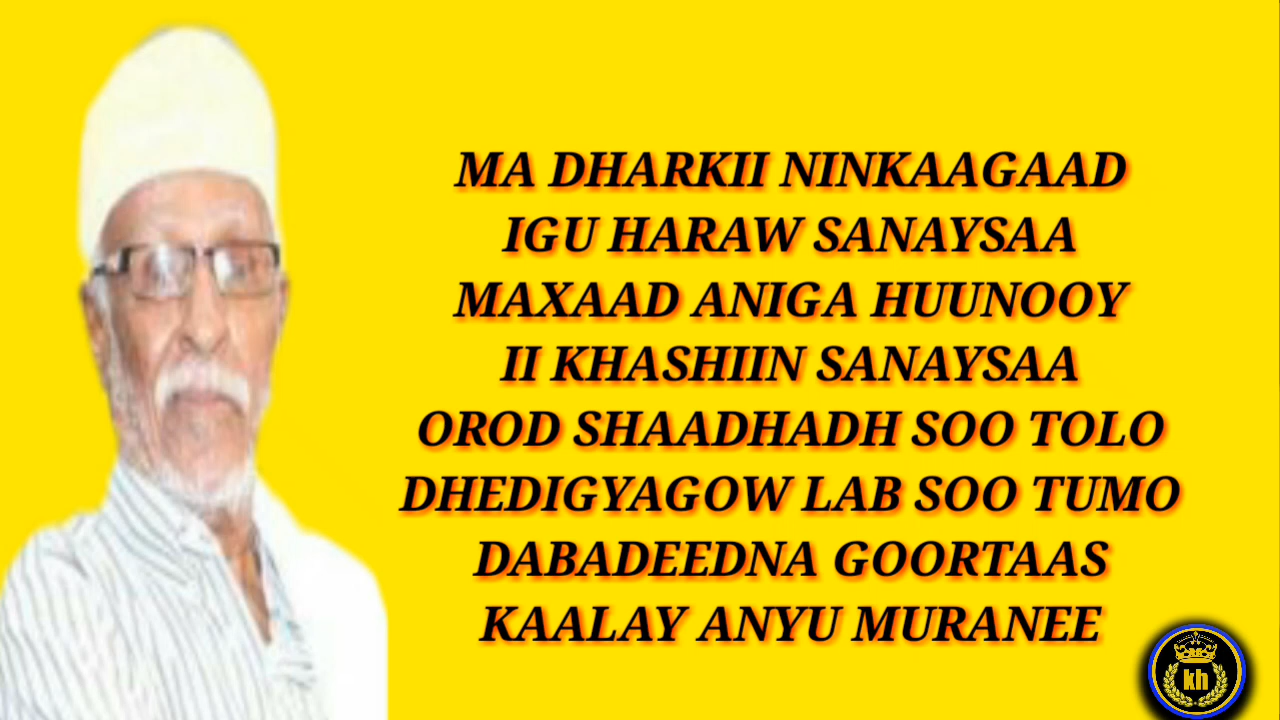 MA DHARKII NINKAAGAAD
IGU HARAW SANAYSAA
MAXAAD ANIGA HUUNOOY
II KHASHIIN SANAYSAA
OROD SHAADHADH SOO TOLO
DHEDIGYAGOW LAB SOO TUMO
DABADEEDNA GOORTAAS
KAALAY ANYU MURANEE
kh